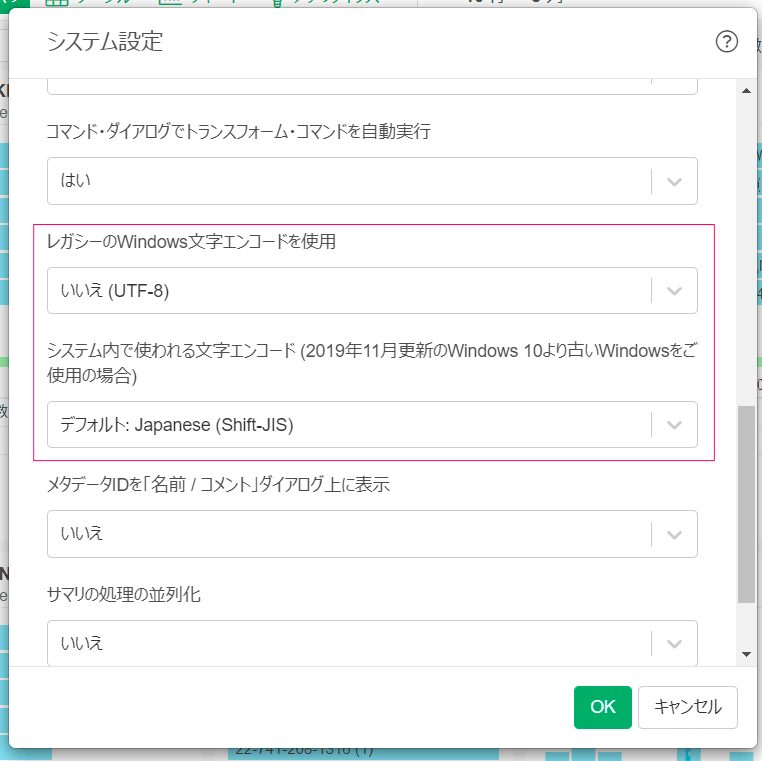 システム設定
コマンド・ダイアログでトランスフォーム・コマンドを自動実行
はい
レガシーのWindows文字エンコードを使用
いいえ (UTF-8)
システム内で使われる文字エンコード (2019年11月更新のWindows 10より古いWindowsをご
使用の場合)
デフォルト: Japanese (Shift-JIS)
メタデータIDを「名前 / コメント」ダイアログ上に表示
いいえ
サマリの処理の並列化
いいえ
OK
キャンセル
22-741-208-1316 (1)